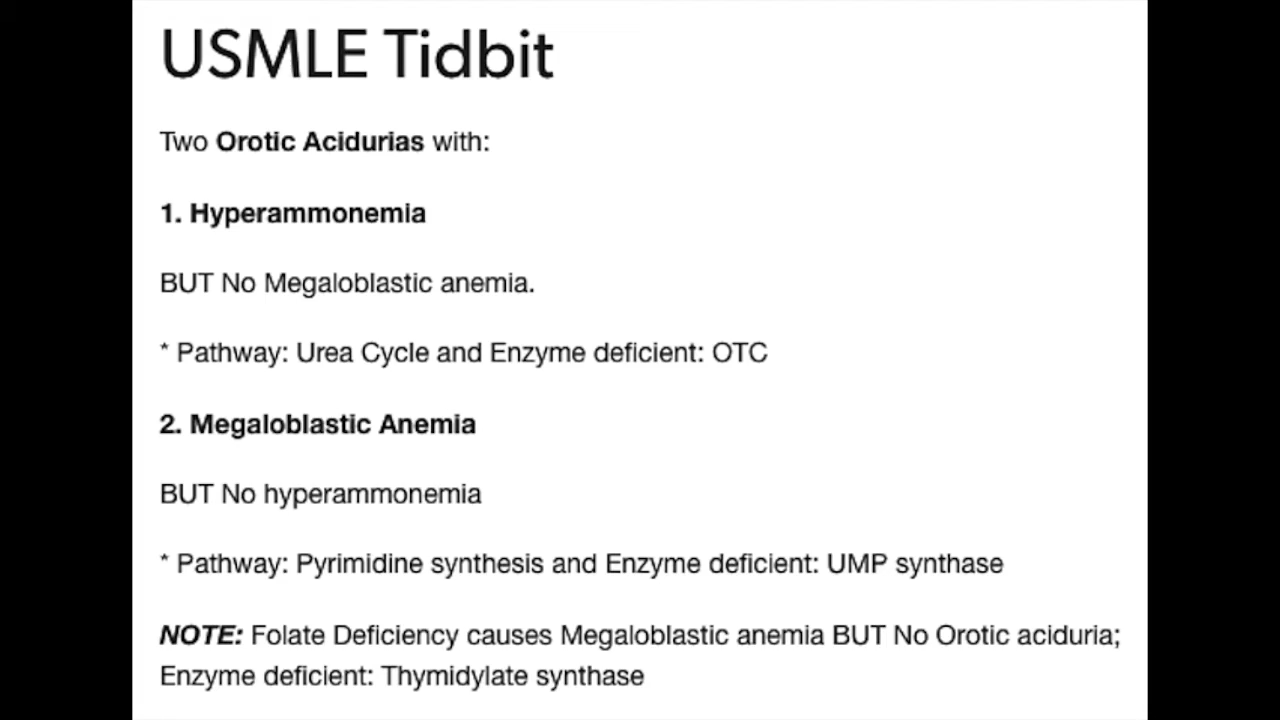 USMLE Tidbit
Two Orotic Acidurias with:
1. Hyperammonemia
BUT No Megaloblastic anemia.
* Pathway: Urea Cycle and Enzyme deficient: OTC
2. Megaloblastic Anemia
BUT No hyperammonemia
* Pathway: Pyrimidine synthesis and Enzyme deficient: UMP synthase
NOTE: Folate Deficiency causes Megaloblastic anemia BUT No Orotic aciduria;
Enzyme deficient: Thymidylate synthase